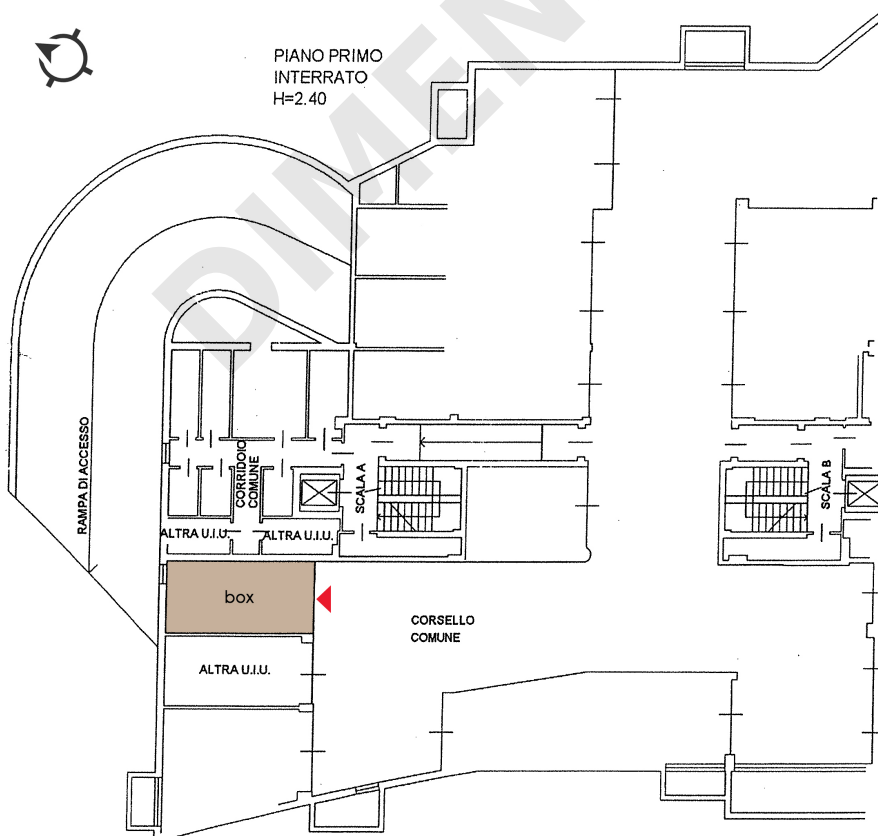 PIANO PRIMO
INTERRATO
H=2.40
DIMEN
RAMPA DI ACCESSO
CORRIDOIO
COMUNE
SCALA A
SCALA B
ALTRA U.I.U.
ALTRA U.I.U.
box
CORSELLO
COMUNE
ALTRA U.I.U.